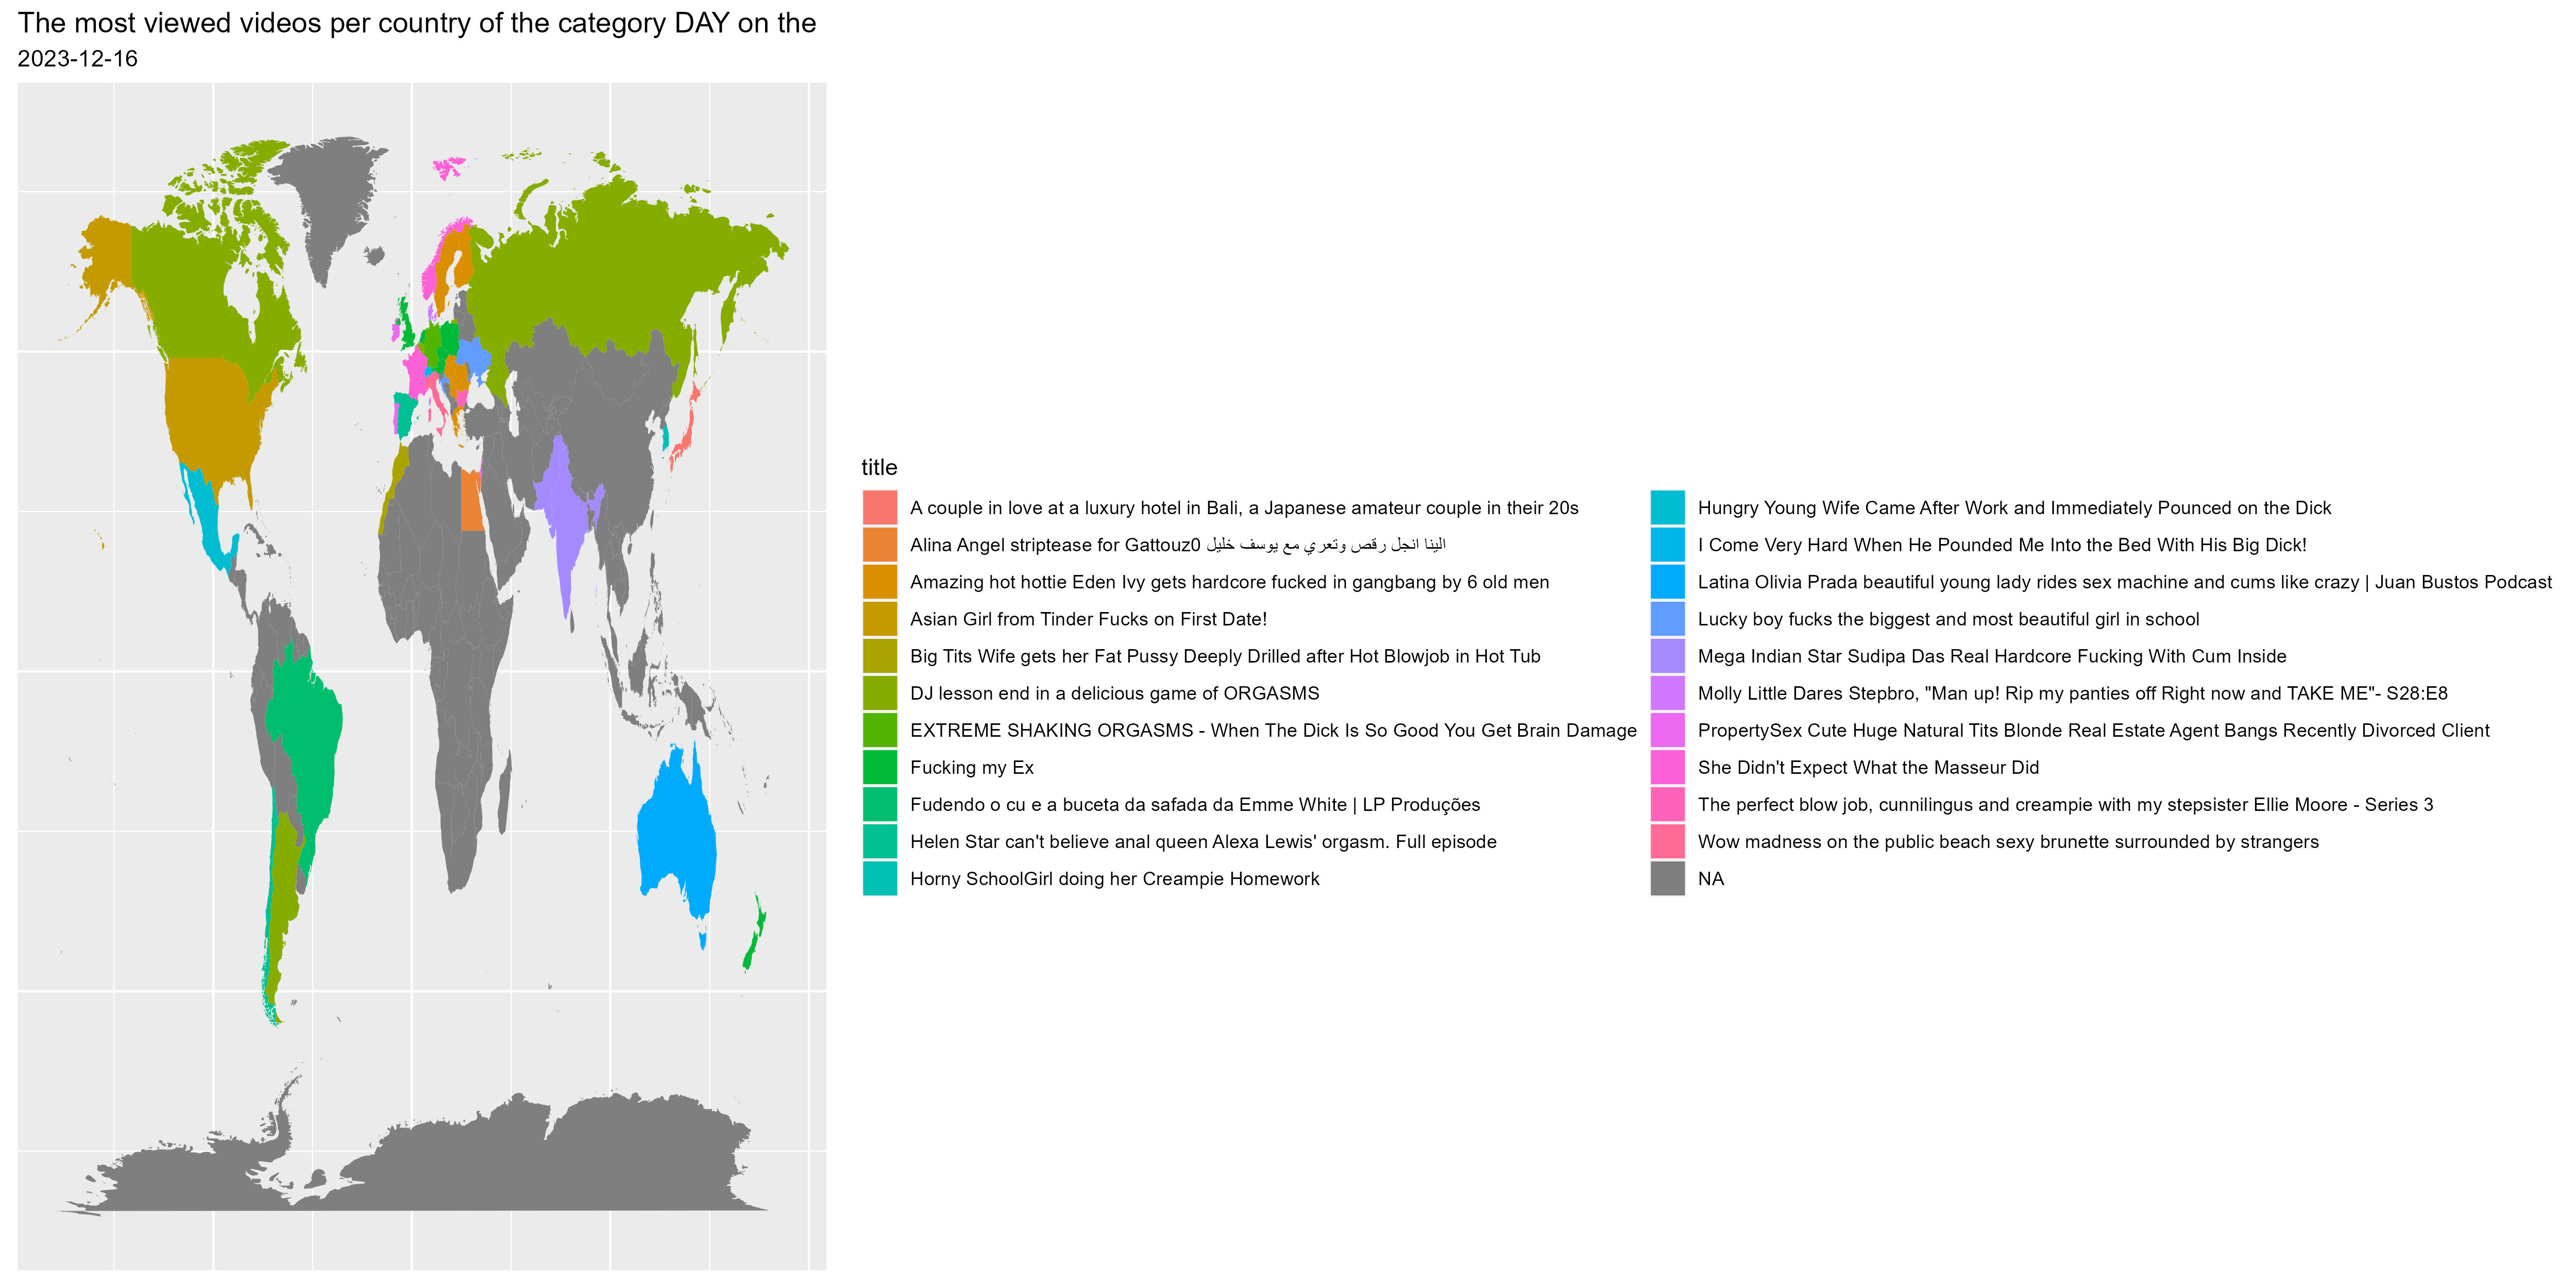 The most viewed videos per country of the category DAY on the
2023-12-16
title
A couple in love at a luxury hotel in Bali, a Japanese amateur couple in their 20s
Alina Angel striptease for Gattouz0 الينا انجل رقص وتعري مع يوسف خليل
Amazing hot hottie Eden Ivy gets hardcore fucked in gangbang by 6 old men
Asian Girl from Tinder Fucks on First Date!
Big Tits Wife gets her Fat Pussy Deeply Drilled after Hot Blowjob in Hot Tub
DJ lesson end in a delicious game of ORGASMS
EXTREME SHAKING ORGASMS - When The Dick Is So Good You Get Brain Damage
Fucking my Ex
Fudendo o cu e a buceta da safada da Emme White | LP Produções
Helen Star can't believe anal queen Alexa Lewis' orgasm. Full episode
Horny SchoolGirl doing her Creampie Homework
Hungry Young Wife Came After Work and Immediately Pounced on the Dick
I Come Very Hard When He Pounded Me Into the Bed With His Big Dick!
Latina Olivia Prada beautiful young lady rides sex machine and cums like crazy | Juan Bustos Podcast
Lucky boy fucks the biggest and most beautiful girl in school
Mega Indian Star Sudipa Das Real Hardcore Fucking With Cum Inside
Molly Little Dares Stepbro, "Man up! Rip my panties off Right now and TAKE ME"- S28:E8
PropertySex Cute Huge Natural Tits Blonde Real Estate Agent Bangs Recently Divorced Client
She Didn't Expect What the Masseur Did
The perfect blow job, cunnilingus and creampie with my stepsister Ellie Moore - Series 3
Wow madness on the public beach sexy brunette surrounded by strangers
NA